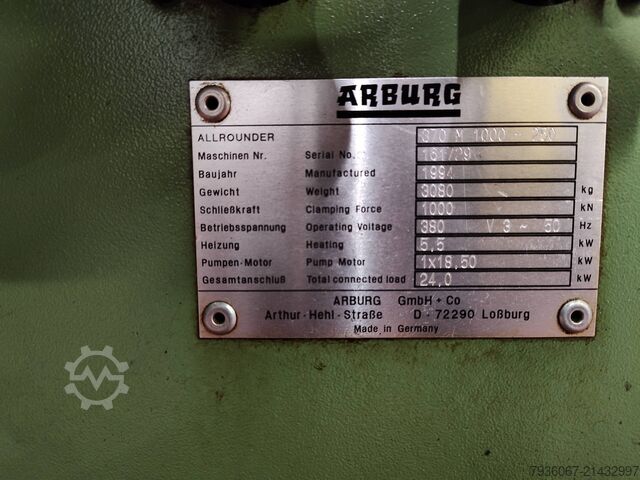 ARBURG
ALLROUNDER 370 M 1000 - 250
Maschinen Nr. Serial No.
Baujahr Manufactured 1994
Gewicht Weight 3080 kg
Schließkraft Clamping Force 1000 kN
Betriebsspannung Operating Voltage 380 V 3 ~ 50 Hz
Heizung Heating 5,5 kW
Pumpen-Motor Pump Motor 1x18,50 kW
Gesamtanschluß Total connected load 24,0 kW
ARBURG GmbH + Co
Arthur-Hehl-Straße D-72290 Loßburg
Made in Germany
7936067-21432997